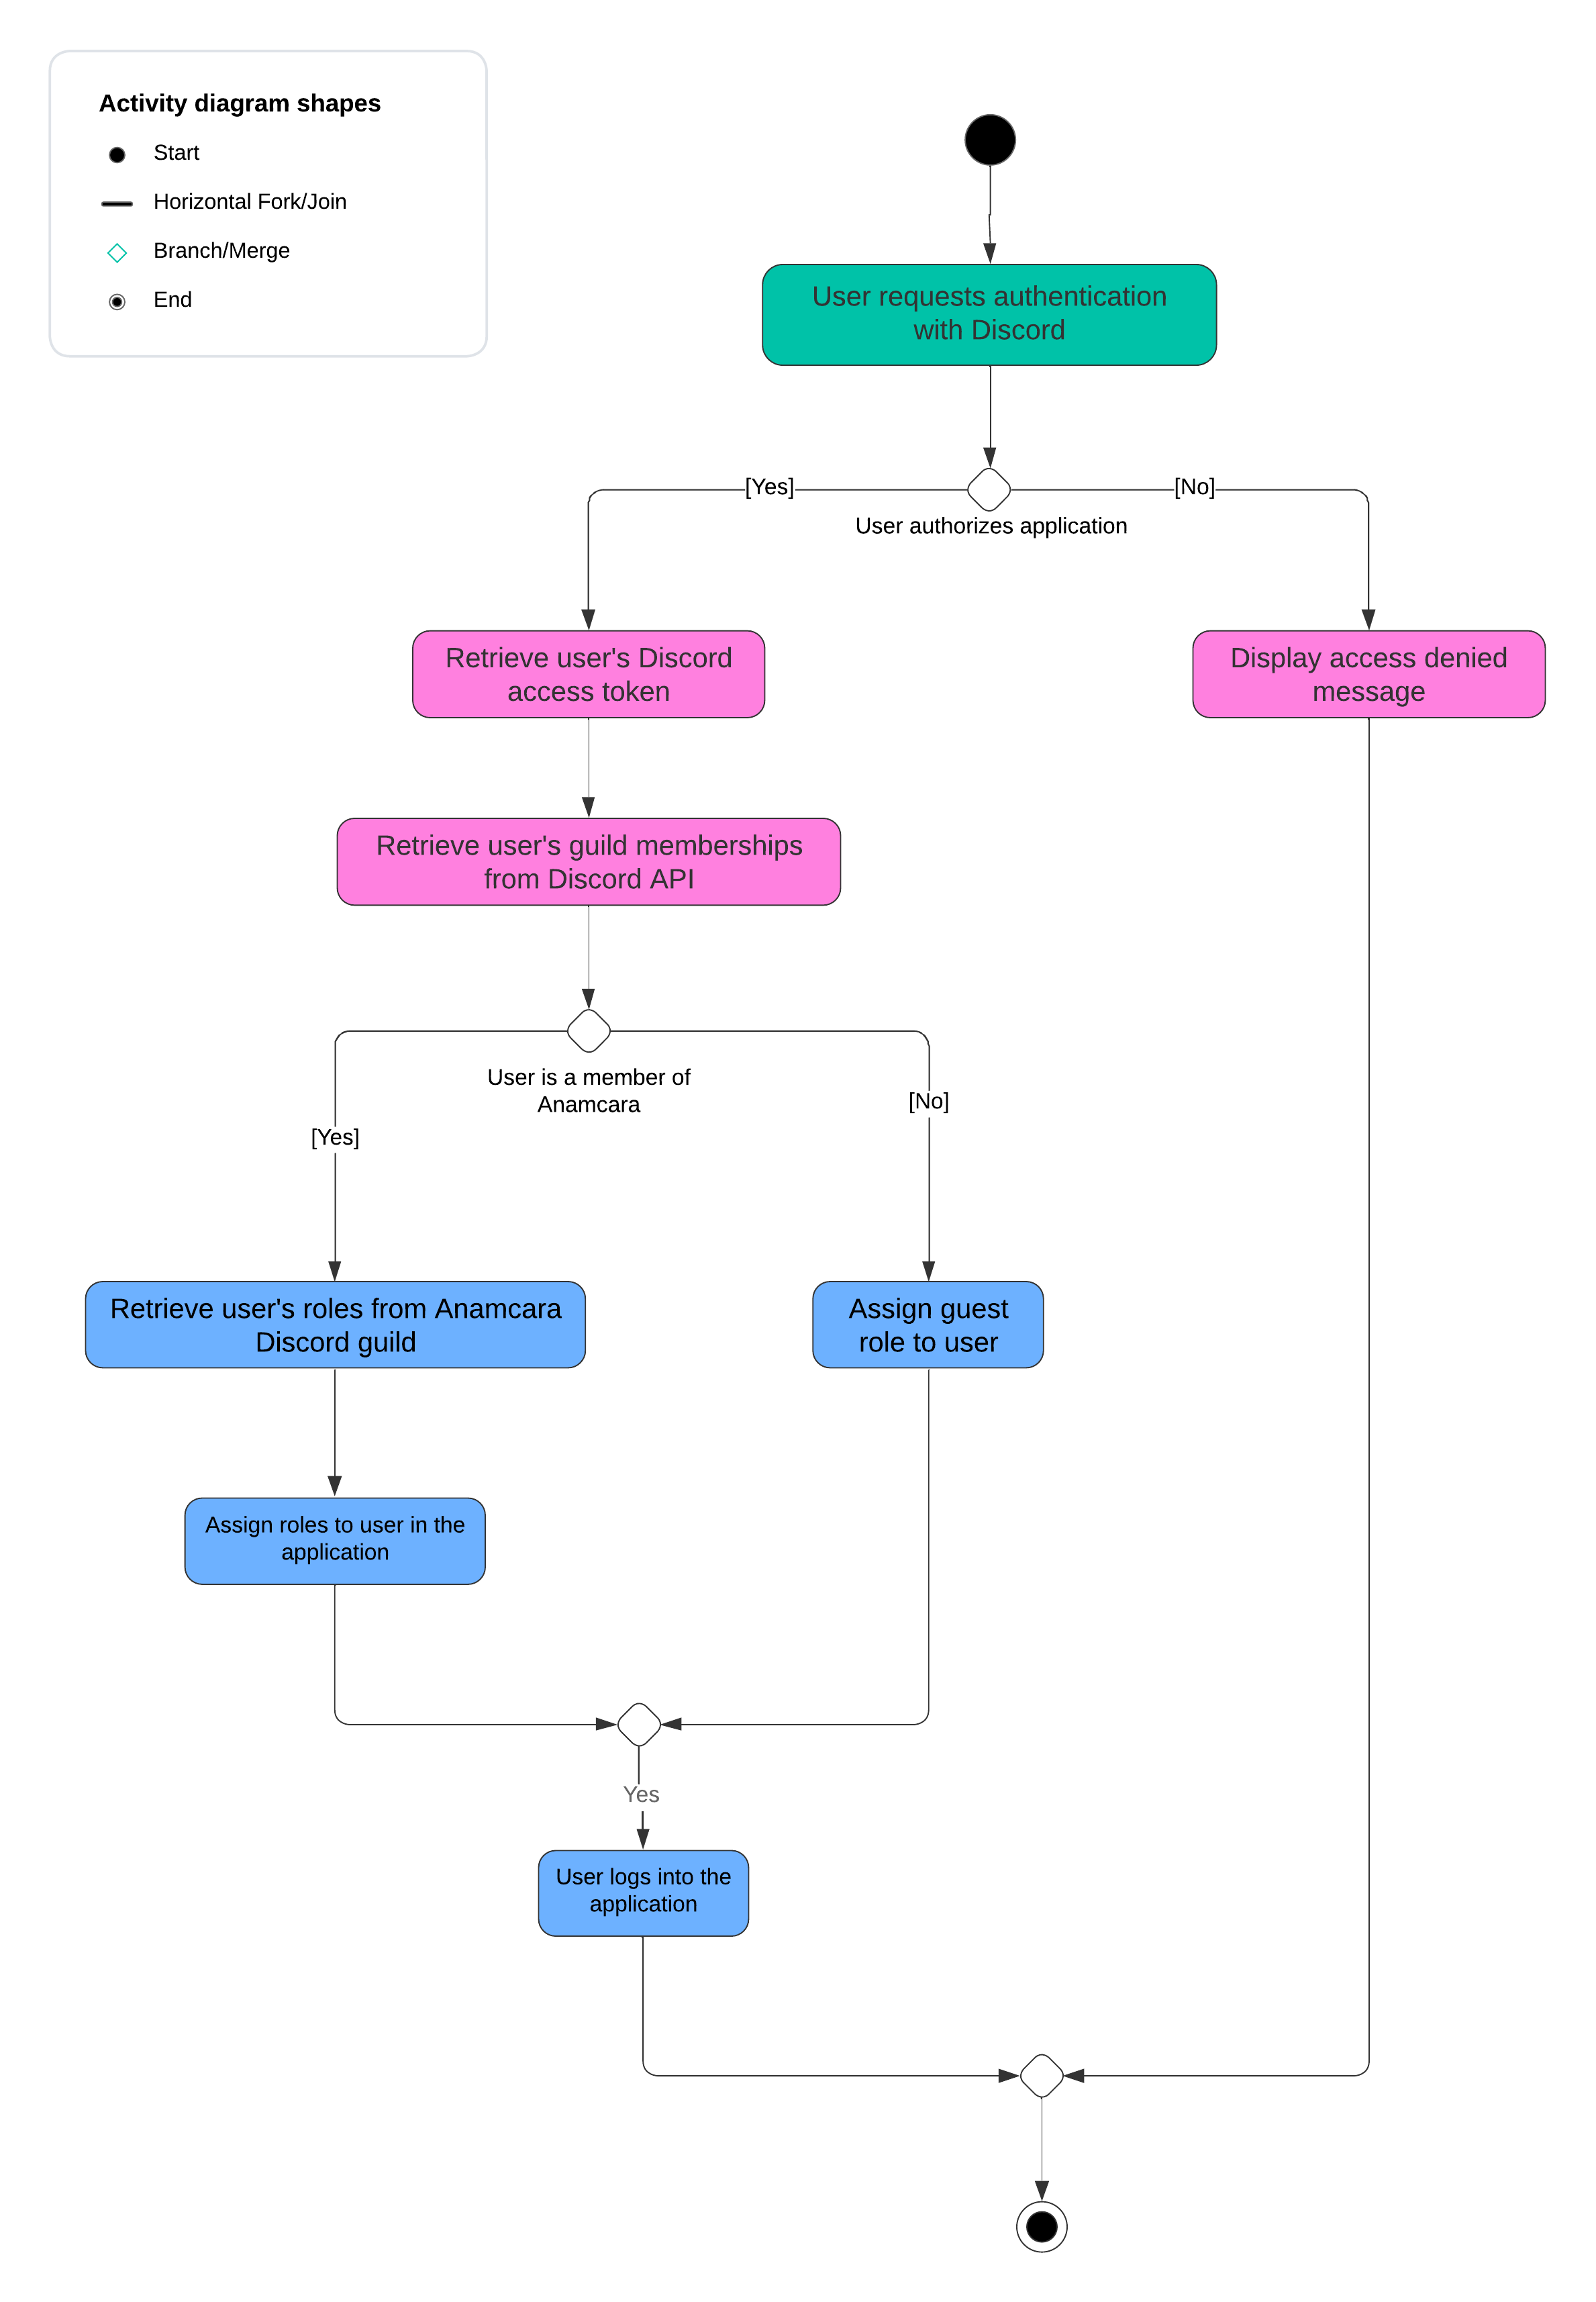 Activity diagram shapes
Start
Horizontal Fork/Join
Branch/Merge
End
User requests authentication
with Discord
[Yes]
[No]
User authorizes application
Retrieve user's Discord
access token
Display access denied
message
Retrieve user's guild memberships
from Discord API
User is a member of
Anamcara
[No]
[Yes]
Retrieve user's roles from Anamcara
Discord guild
Assign guest
role to user
Assign roles to user in the
application
Yes
User logs into the
application